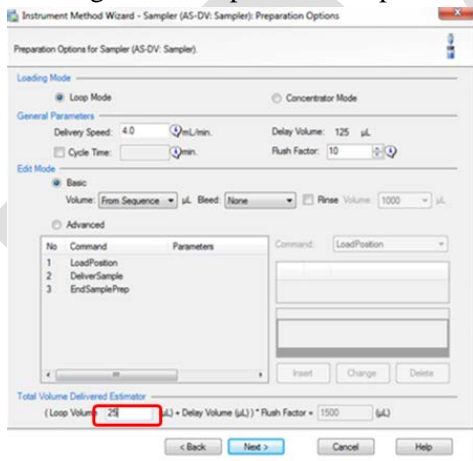 Instrument Method Wizard - Sampler (AS-DV: Sampler): Preparation Options
Preparation Options for Sampler (AS-DV: Sampler).
Loading Mode
Loop Mode Concentrator Mode
General Parameters
Delivery Speed: 4.0 mL/min. Delay Volume: 125 µL
Cycle Time: min. Flush Factor: 10
Edit Mode
Basic
Volume: From Sequence µL Bleed: None Rinse Volume: 1000 µL
Advanced
No Command Parameters Command: LoadPosition
1 LoadPosition
2 DeliverSample
3 EndSamplePrep
Insert Change Delete
Total Volume Delivered Estimator
( Loop Volume 25 (µL) + Delay Volume (µL) ) * Flush Factor = 1500 (µL)
< Back Next > Cancel Help